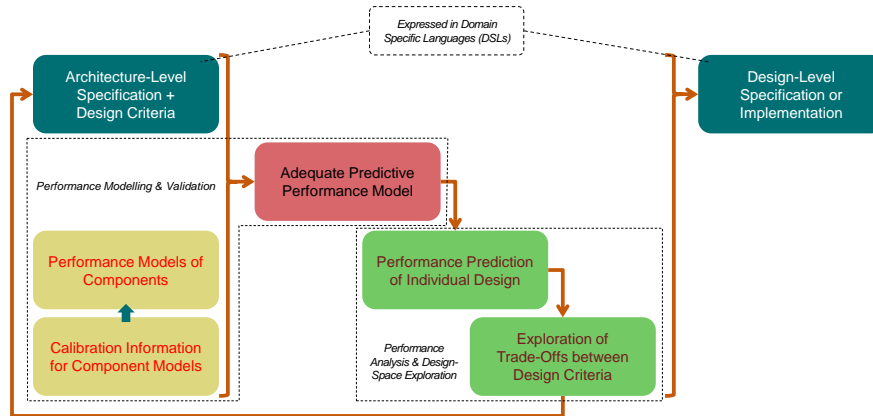 Expressed in Domain
Specific Languages (DSLs)
Architecture-Level
Specification +
Design Criteria
Design-Level
Specification or
Implementation
Adequate Predictive
Performance Model
Performance Modelling & Validation
Performance Models of
Components
Performance Prediction
of Individual Design
Calibration Information
for Component Models
Performance
Analysis & Design-
Space Exploration
Exploration of
Trade-Offs between
Design Criteria